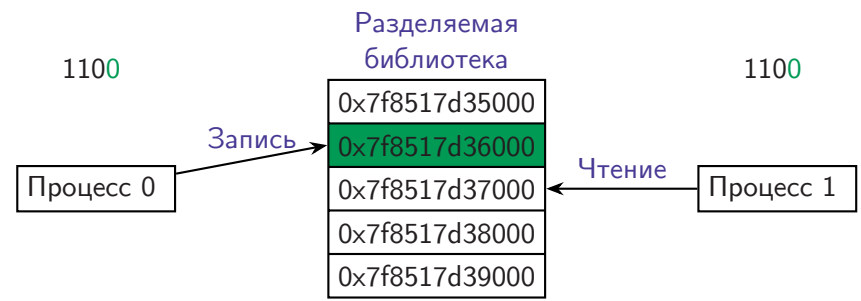 Разделяемая
библиотека
1100
1100
0x7f8517d35000
Запись
0x7f8517d36000
Чтение
Процесс 0
0x7f8517d37000
Процесс 1
0x7f8517d38000
0x7f8517d39000